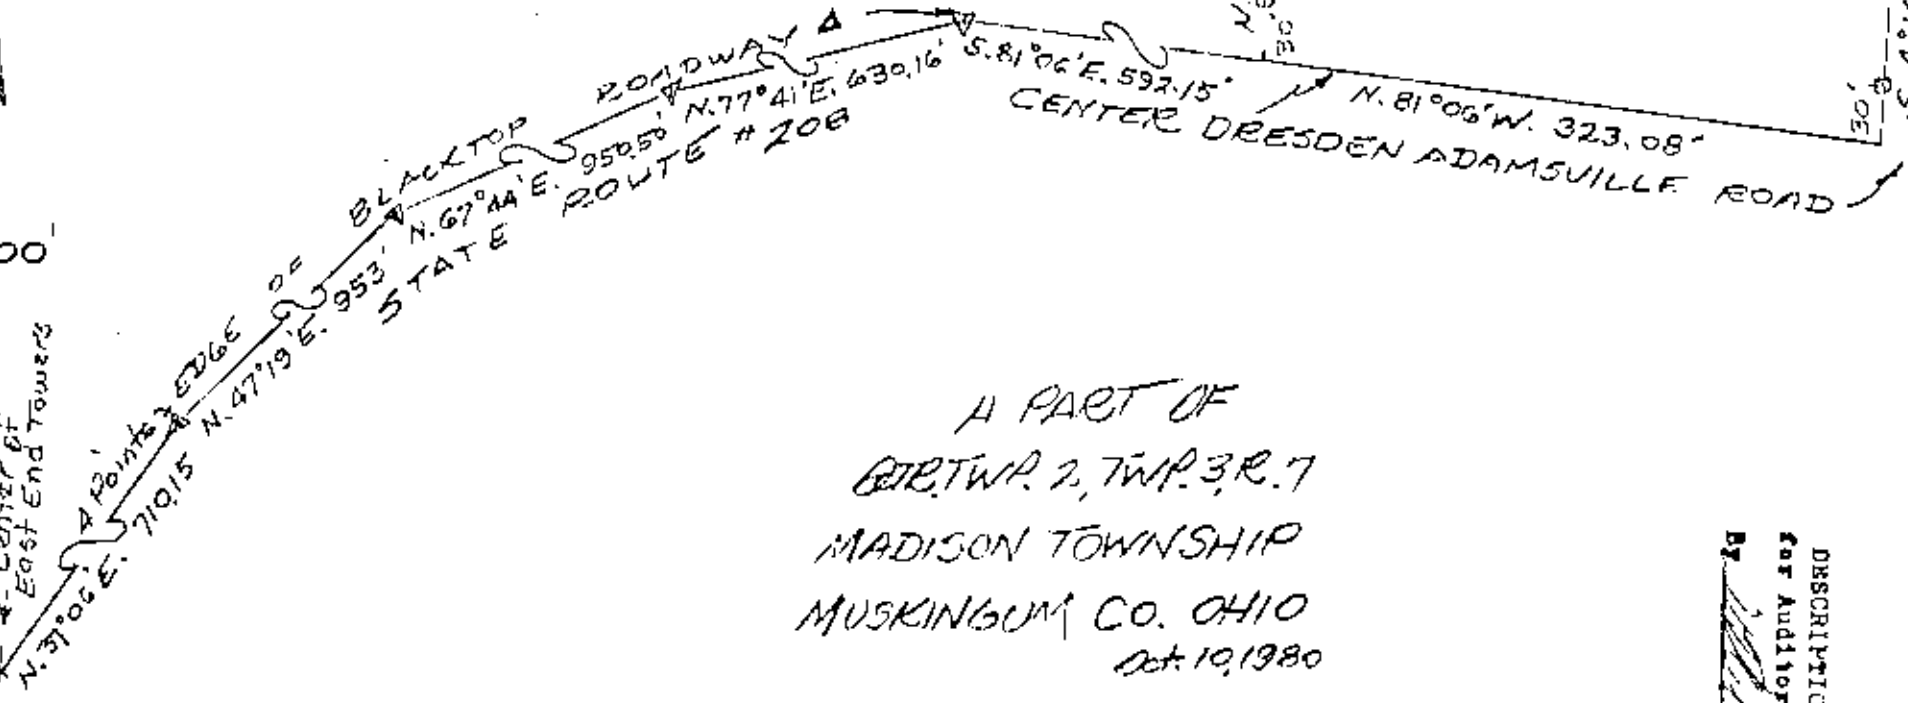 ROADWAY Δ
BLACKTOP
OF
EDGE
Δ Points
S.81°06'E. 592.15'
N.77°41'E. 630.16'
N.67°44'E. 950.50'
N.47°19'E. 953'
N.37°06'E. 710.15
STATE ROUTE # 208
CENTER DRESDEN ADAMSVILLE ROAD
N.81°06'W. 323.08'
30'
30'
00'
East End Towers
A PART OF
QTR.TWP. 2, TWP. 3, R. 7
MADISON TOWNSHIP
MUSKINGUM CO. OHIO
Oct. 10, 1980
DESCRIPTIO
for Auditor
By